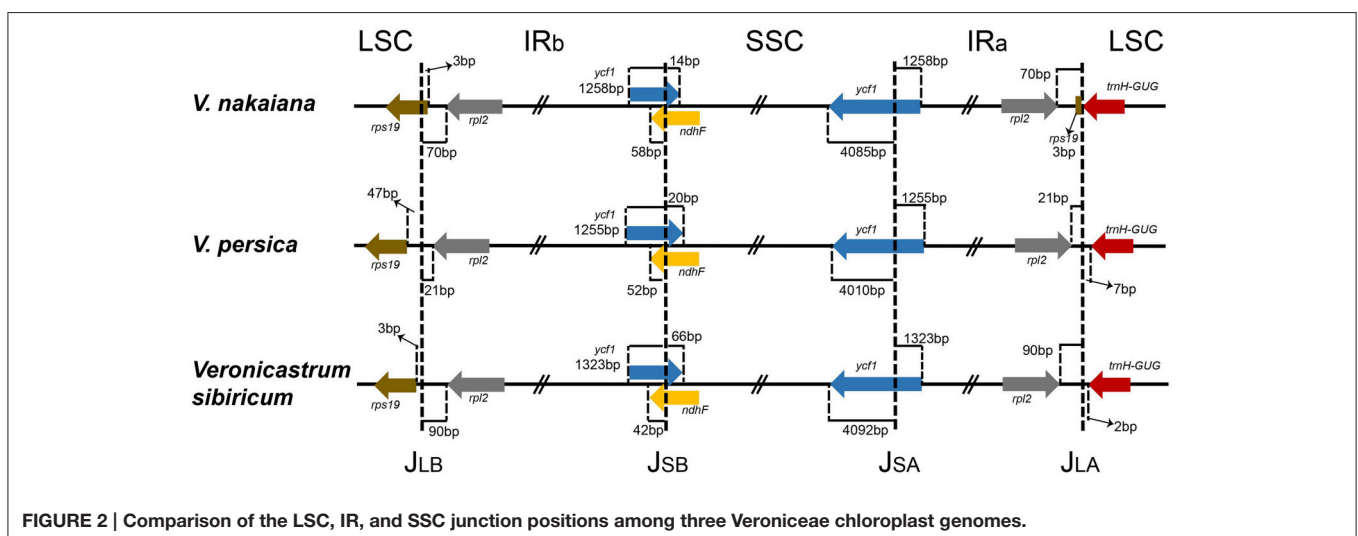 LSC IRb SSC IRa LSC
3bp 14bp 1258bp 70bp
ycf1 ycf1 trnH-GUG
V. nakaiana 1258bp
rps19 rpl2 ndhF rpl2 rps19
70bp 58bp 4085bp 3bp
47bp 20bp 1255bp 21bp
ycf1 ycf1 trnH-GUG
V. persica 1255bp
rps19 rpl2 ndhF rpl2
21bp 52bp 4010bp 7bp
3bp 66bp 1323bp 90bp
ycf1 ycf1 trnH-GUG
Veronicastrum 1323bp
sibiricum
rps19 rpl2 ndhF rpl2
90bp 42bp 4092bp 2bp
JLB JSB JSA JLA
FIGURE 2 | Comparison of the LSC, IR, and SSC junction positions among three Veroniceae chloroplast genomes.